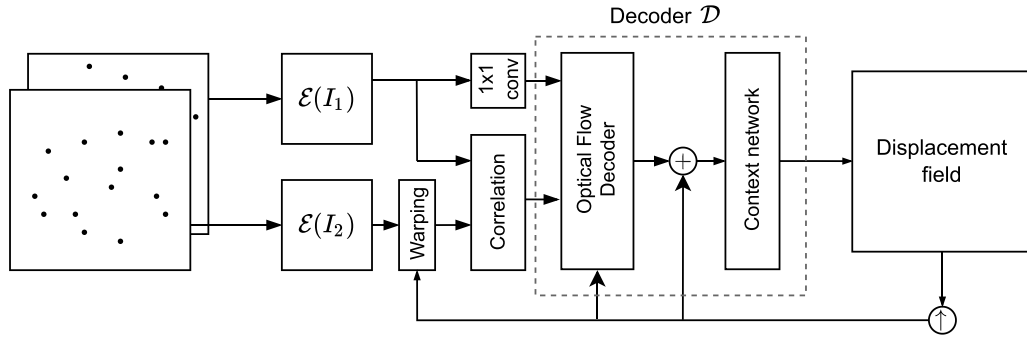 Decoder 𝒟
ℰ(I₁)
1x1
conv
Optical Flow
Decoder
+
Context network
Displacement
field
ℰ(I₂)
Warping
Correlation
↑